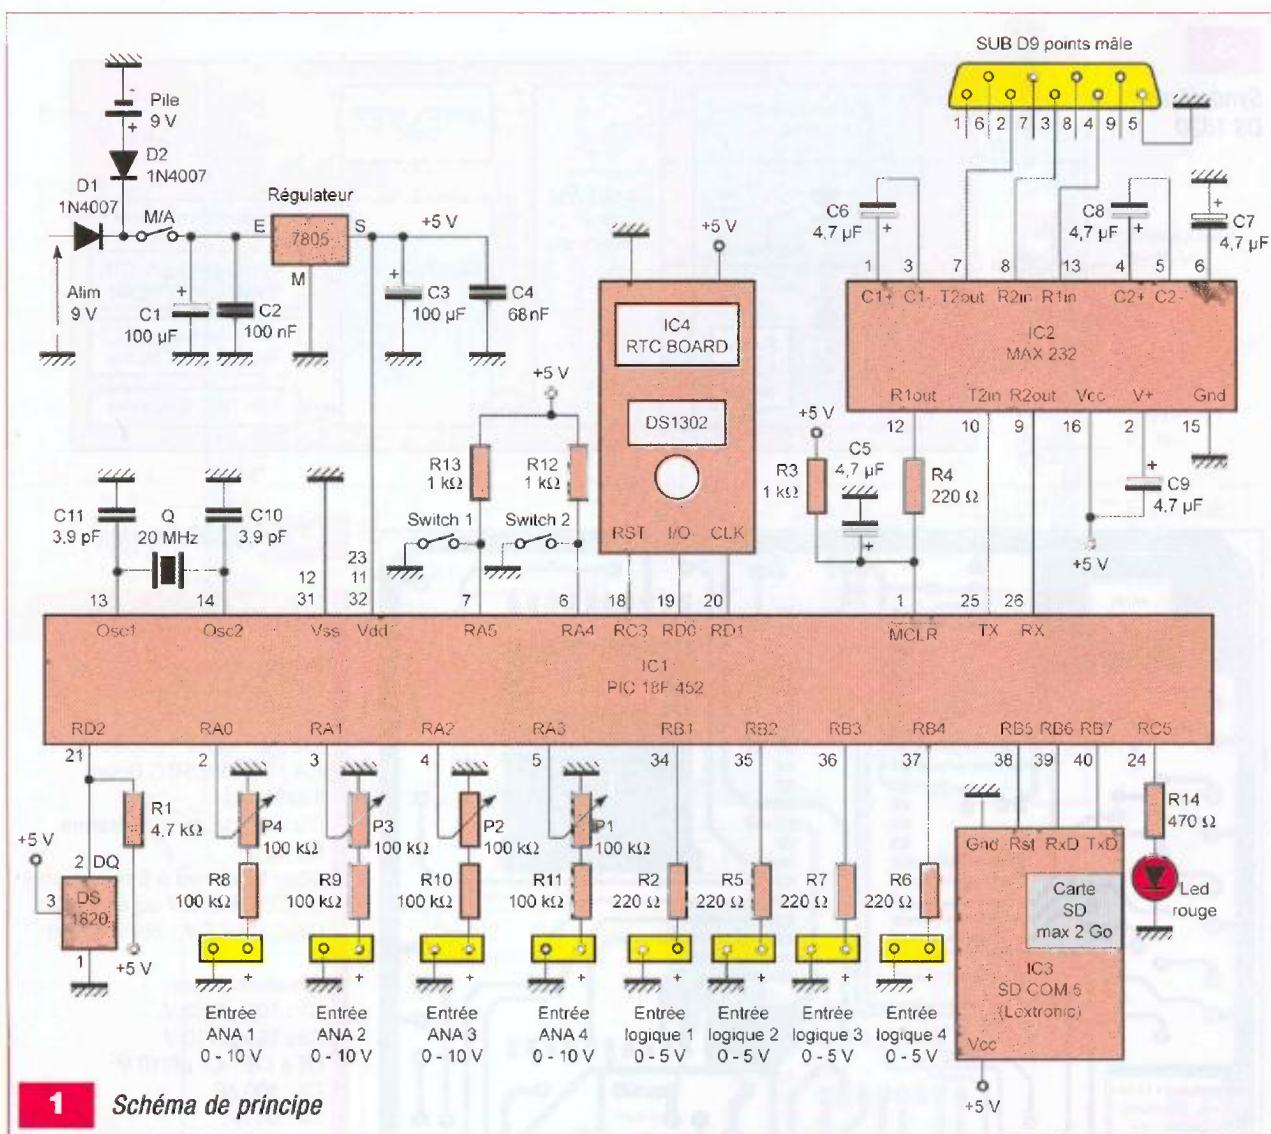 SUB D9 points mâle
1 6 2 7 3 8 4 9 5
-
Pile
9 V
+
D2
1N4007
D1
1N4007
M/A
Régulateur
E
7805
S
M
+5 V
Alim
9 V
+
C1
100 µF
C2
100 nF
+
C3
100 µF
C4
68 nF
C6
4,7 µF
+
C8
4,7 µF
+
+
C7
4,7 µF
1 3 7 8 13 4 5 6
C1+ C1- T2out R2in R1in C2+ C2-
IC2
MAX 232
R1out T2in R2out Vcc V+ Gnd
12 10 9 16 2 15
+5 V
IC4
RTC BOARD
DS1302
RST I/O CLK
+5 V
R13
1 kΩ
R12
1 kΩ
Switch 1
Switch 2
+5 V
R3
1 kΩ
C5
4,7 µF
+
R4
220 Ω
+
C9
4,7 µF
+5 V
C11
3.9 pF
Q
20 MHz
C10
3.9 pF
12
31
23
11
32
13 14 7 6 18 19 20 1 25 26
Osc1 Osc2 Vss Vdd RA5 RA4 RC3 RD0 RD1 MCLR TX RX
IC1
PIC 18F 452
RD2 RA0 RA1 RA2 RA3 RB1 RB2 RB3 RB4 RB5 RB6 RB7 RC5
21 2 3 4 5 34 35 36 37 38 39 40 24
R1
4,7 kΩ
+5 V
2 DQ
3
DS
1820
1
+5 V
P4
100 kΩ
P3
100 kΩ
P2
100 kΩ
P1
100 kΩ
R8
100 kΩ
R9
100 kΩ
R10
100 kΩ
R11
100 kΩ
R2
220 Ω
R5
220 Ω
R7
220 Ω
R6
220 Ω
+ + + + + + + +
Entrée
ANA 1
0 - 10 V
Entrée
ANA 2
0 - 10 V
Entrée
ANA 3
0 - 10 V
Entrée
ANA 4
0 - 10 V
Entrée
logique 1
0 - 5 V
Entrée
logique 2
0 - 5 V
Entrée
logique 3
0 - 5 V
Entrée
logique 4
0 - 5 V
Gnd Rst RxD TxD
Carte
SD
max 2 Go
IC3
SD COM 5
(Lextronic)
Vcc
+5 V
R14
470 Ω
Led
rouge
1 Schéma de principe